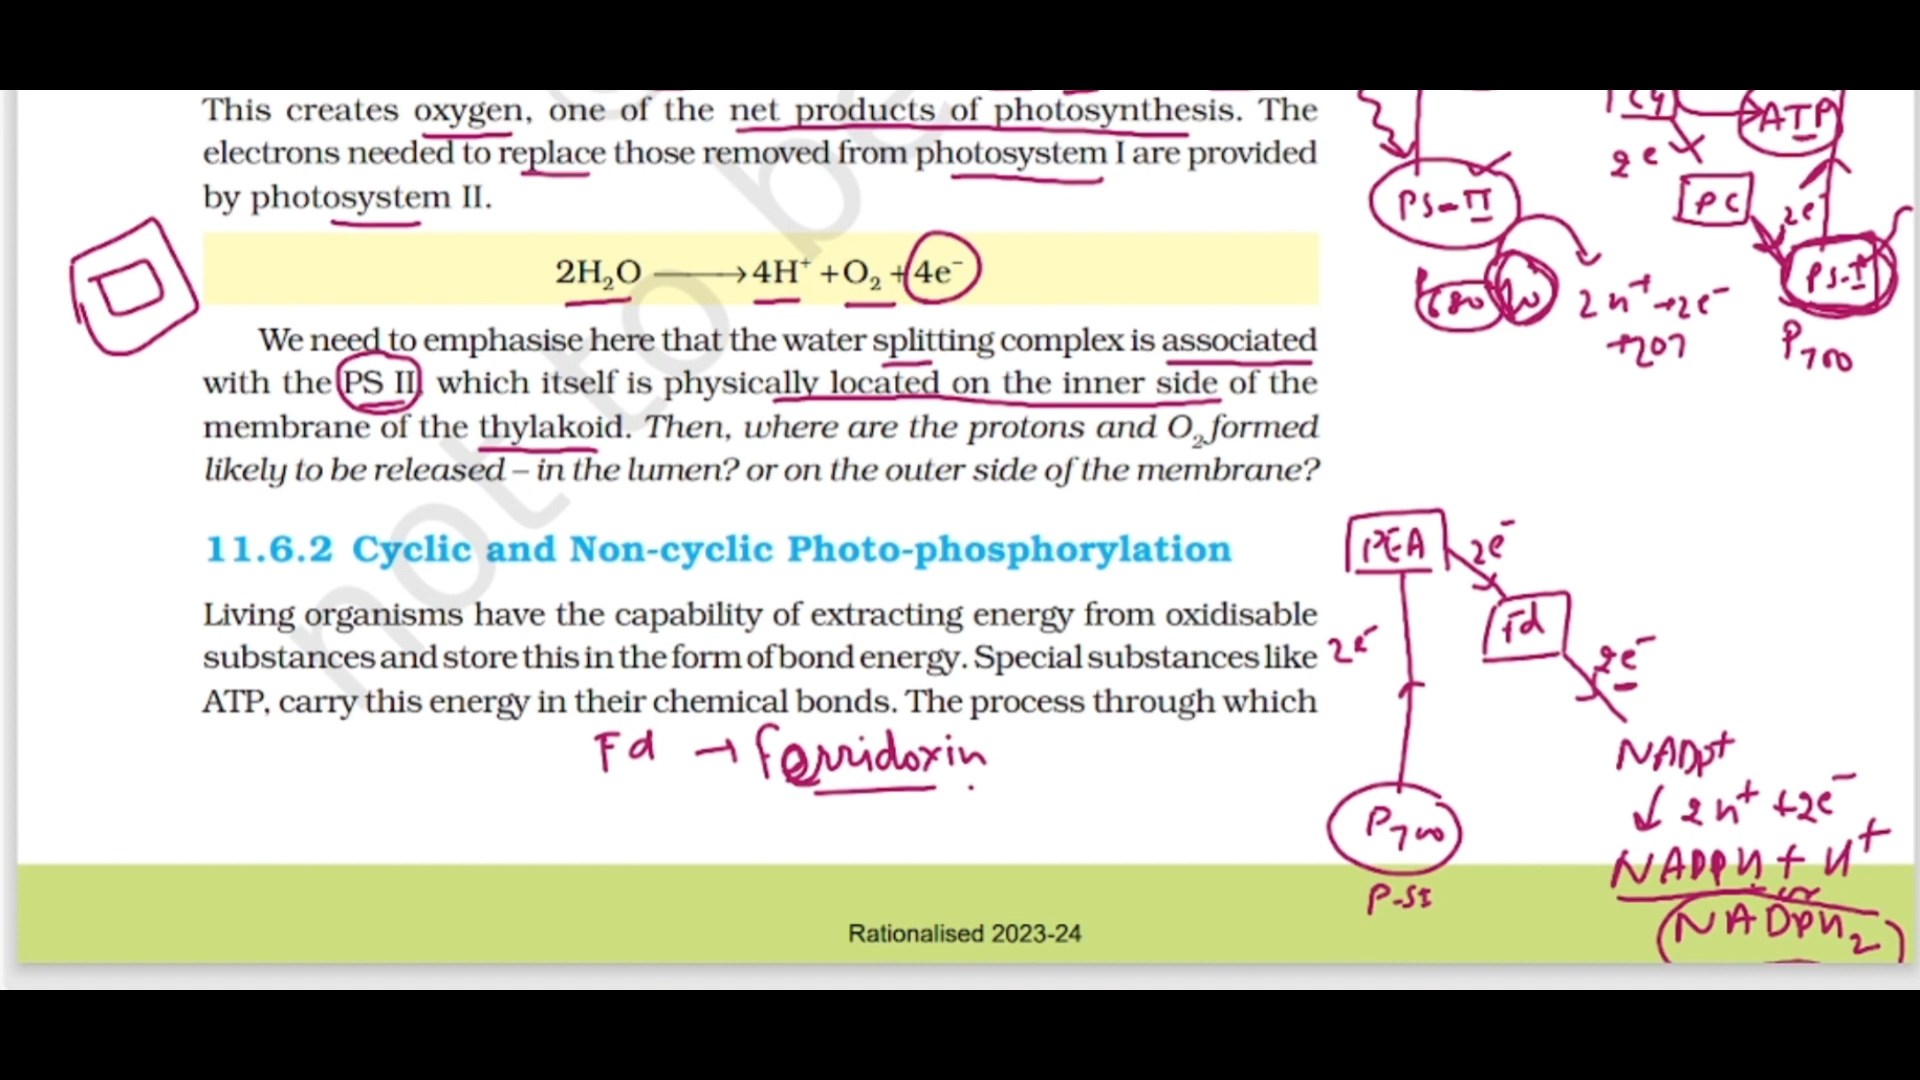 This creates oxygen, one of the net products of photosynthesis. The
electrons needed to replace those removed from photosystem I are provided
by photosystem II.
2H₂O ⟶ 4H⁺ + O₂ + 4e⁻
We need to emphasise here that the water splitting complex is associated
with the PS II, which itself is physically located on the inner side of the
membrane of the thylakoid. Then, where are the protons and O₂ formed
likely to be released – in the lumen? or on the outer side of the membrane?
11.6.2 Cyclic and Non-cyclic Photo-phosphorylation
Living organisms have the capability of extracting energy from oxidisable
substances and store this in the form of bond energy. Special substances like
ATP, carry this energy in their chemical bonds. The process through which
Fd → Ferridoxin
Rationalised 2023-24
not to be
ATP
2e
PS-II
PC
2e⁻
PS-I
680
2H⁺ + 2e⁻
P700
PEA
2e⁻
Fd
2e⁻
2e⁻
NADP⁺
↓ 2H⁺ + 2e⁻
NADPH + H⁺
or
NADPH₂
P700
P-SI